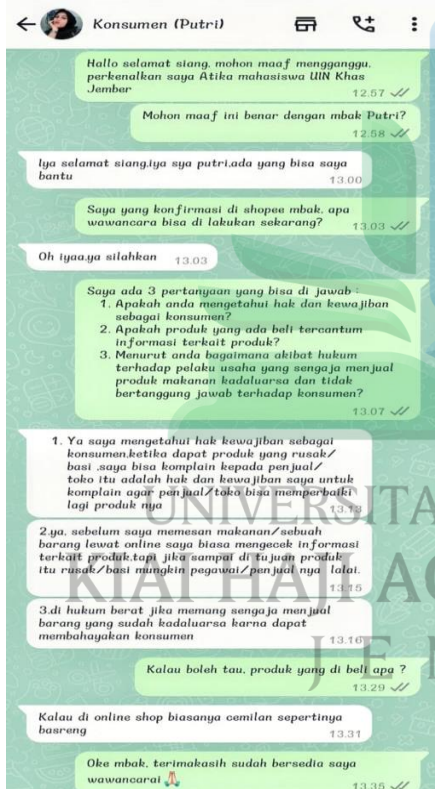 Konsumen (Putri)
Hallo selamat siang, mohon maaf mengganggu,
perkenalkan saya Atika mahasiswa UIN Khas
Jember
12.57
Mohon maaf ini benar dengan mbak Putri?
12.58
Iya selamat siang,iya sya putri,ada yang bisa saya
bantu
13.00
Saya yang konfirmasi di shopee mbak, apa
wawancara bisa di lakukan sekarang?
13.03
Oh iyaa,ya silahkan
13.03
Saya ada 3 pertanyaan yang bisa di jawab :
1. Apakah anda mengetahui hak dan kewajiban
sebagai konsumen?
2. Apakah produk yang ada beli tercantum
informasi terkait produk?
3. Menurut anda bagaimana akibat hukum
terhadap pelaku usaha yang sengaja menjual
produk makanan kadaluarsa dan tidak
bertanggung jawab terhadap konsumen?
13.07
1. Ya saya mengetahui hak kewajiban sebagai
konsumen,ketika dapat produk yang rusak/
basi ,saya bisa komplain kepada penjual/
toko itu adalah hak dan kewajiban saya untuk
komplain agar penjual/toko bisa memperbaiki
lagi produk nya
13.13
2.ya, sebelum saya memesan makanan/sebuah
barang lewat online saya biasa mengecek informasi
terkait produk,tapi jika sampai di tujuan produk
itu rusak/basi mungkin pegawai/penjual nya lalai.
13.15
3.di hukum berat jika memang sengaja menjual
barang yang sudah kadaluarsa karna dapat
membahayakan konsumen
13.16
Kalau boleh tau, produk yang di beli apa ?
13.29
Kalau di online shop biasanya cemilan sepertinya
basreng
13.31
Oke mbak, terimakasih sudah bersedia saya
wawancarai 🙏
13.35
UNIVERSITA
KIAI HAJI AC
J E N